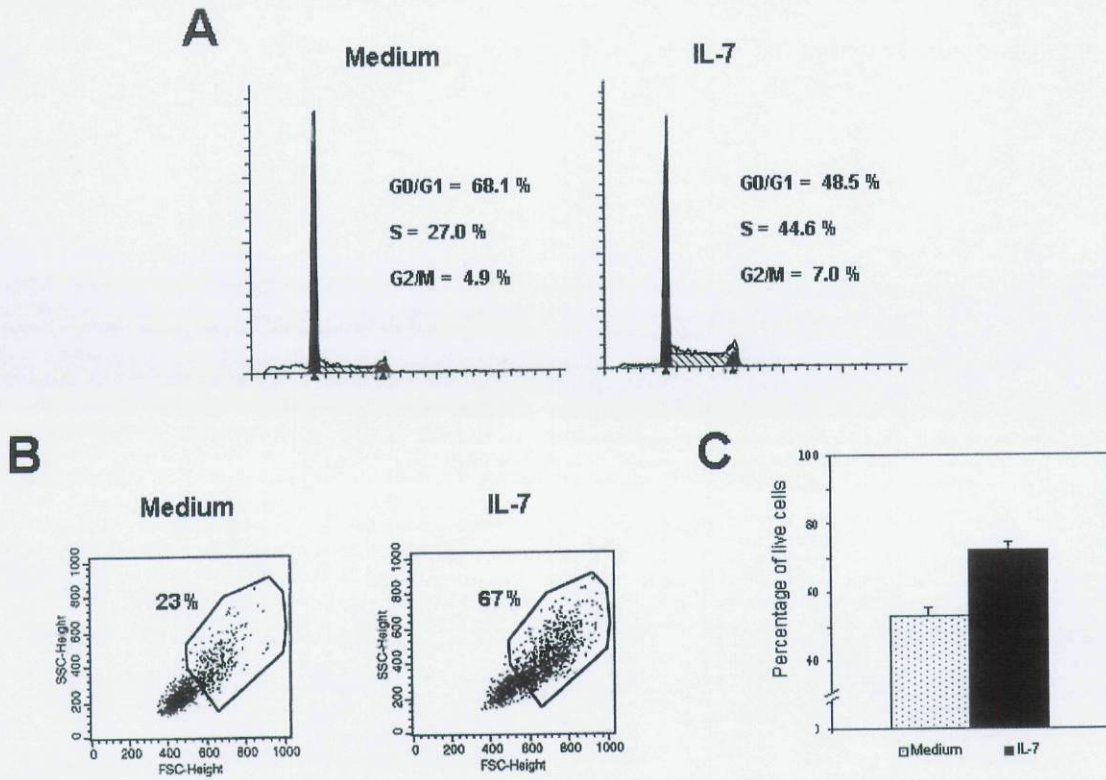 A
Medium
G0/G1 = 68.1 %
S = 27.0 %
G2/M = 4.9 %
IL-7
G0/G1 = 48.5 %
S = 44.6 %
G2/M = 7.0 %
B
Medium
SSC-Height
0 200 400 600 800 1000
23 %
0 200 400 600 800 1000
FSC-Height
IL-7
SSC-Height
0 200 400 600 800 1000
67 %
0 200 400 600 800 1000
FSC-Height
C
Percentage of live cells
100
80
60
40
0
Medium IL-7